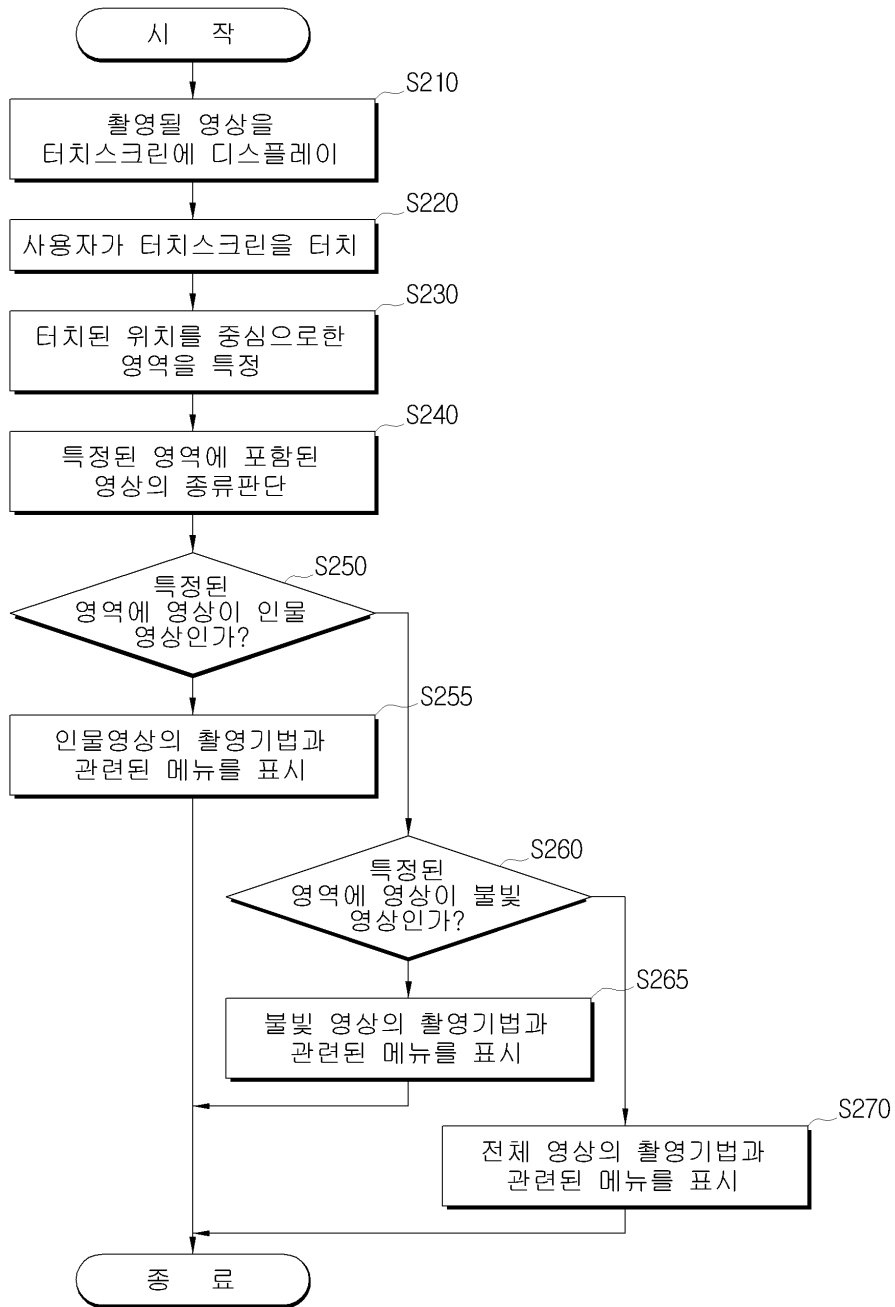 시 작
S210
촬영될 영상을
터치스크린에 디스플레이
S220
사용자가 터치스크린을 터치
S230
터치된 위치를 중심으로한
영역을 특정
S240
특정된 영역에 포함된
영상의 종류판단
S250
특정된
영역에 영상이 인물
영상인가?
S255
인물영상의 촬영기법과
관련된 메뉴를 표시
S260
특정된
영역에 영상이 불빛
영상인가?
S265
불빛 영상의 촬영기법과
관련된 메뉴를 표시
S270
전체 영상의 촬영기법과
관련된 메뉴를 표시
종 료